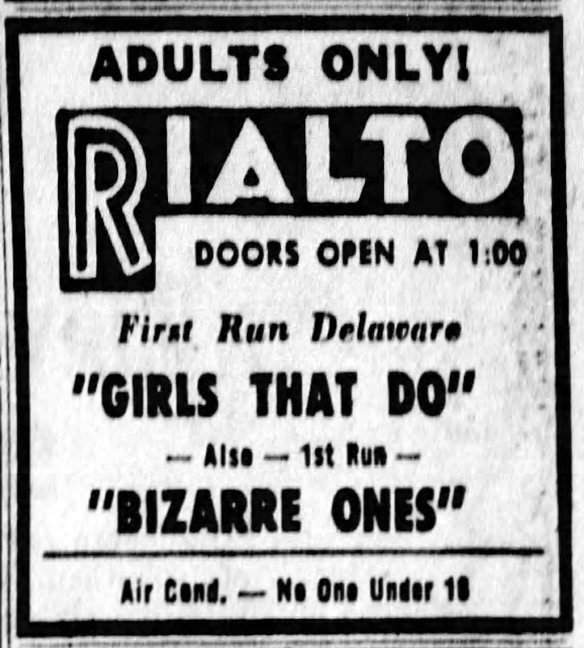 ADULTS ONLY!
RIALTO
DOORS OPEN AT 1:00
First Run Delaware
"GIRLS THAT DO"
— Also — 1st Run —
"BIZARRE ONES"
Air Cond. — No One Under 18